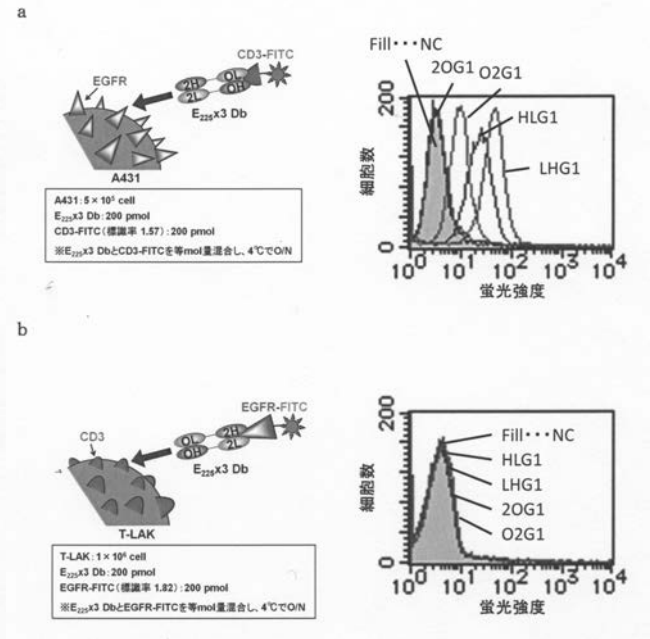 a
EGFR
CD3-FITC
2H
OL
2L
OH
E225x3 Db
A431
A431：5×10⁵ cell
E225x3 Db：200 pmol
CD3-FITC（標識率 1.57）：200 pmol
※E225x3 DbとCD3-FITCを等mol量混合し、4℃でO/N
Fill・・・NC
2OG1
O2G1
HLG1
LHG1
細胞数
200
0
10⁰ 10¹ 10² 10³ 10⁴
蛍光強度
b
CD3
EGFR-FITC
OL
2H
OH
2L
E225x3 Db
T-LAK
T-LAK：1×10⁶ cell
E225x3 Db：200 pmol
EGFR-FITC（標識率 1.82）：200 pmol
※E225x3 DbとEGFR-FITCを等mol量混合し、4℃でO/N
Fill・・・NC
HLG1
LHG1
2OG1
O2G1
細胞数
200
0
10⁰ 10¹ 10² 10³ 10⁴
蛍光強度